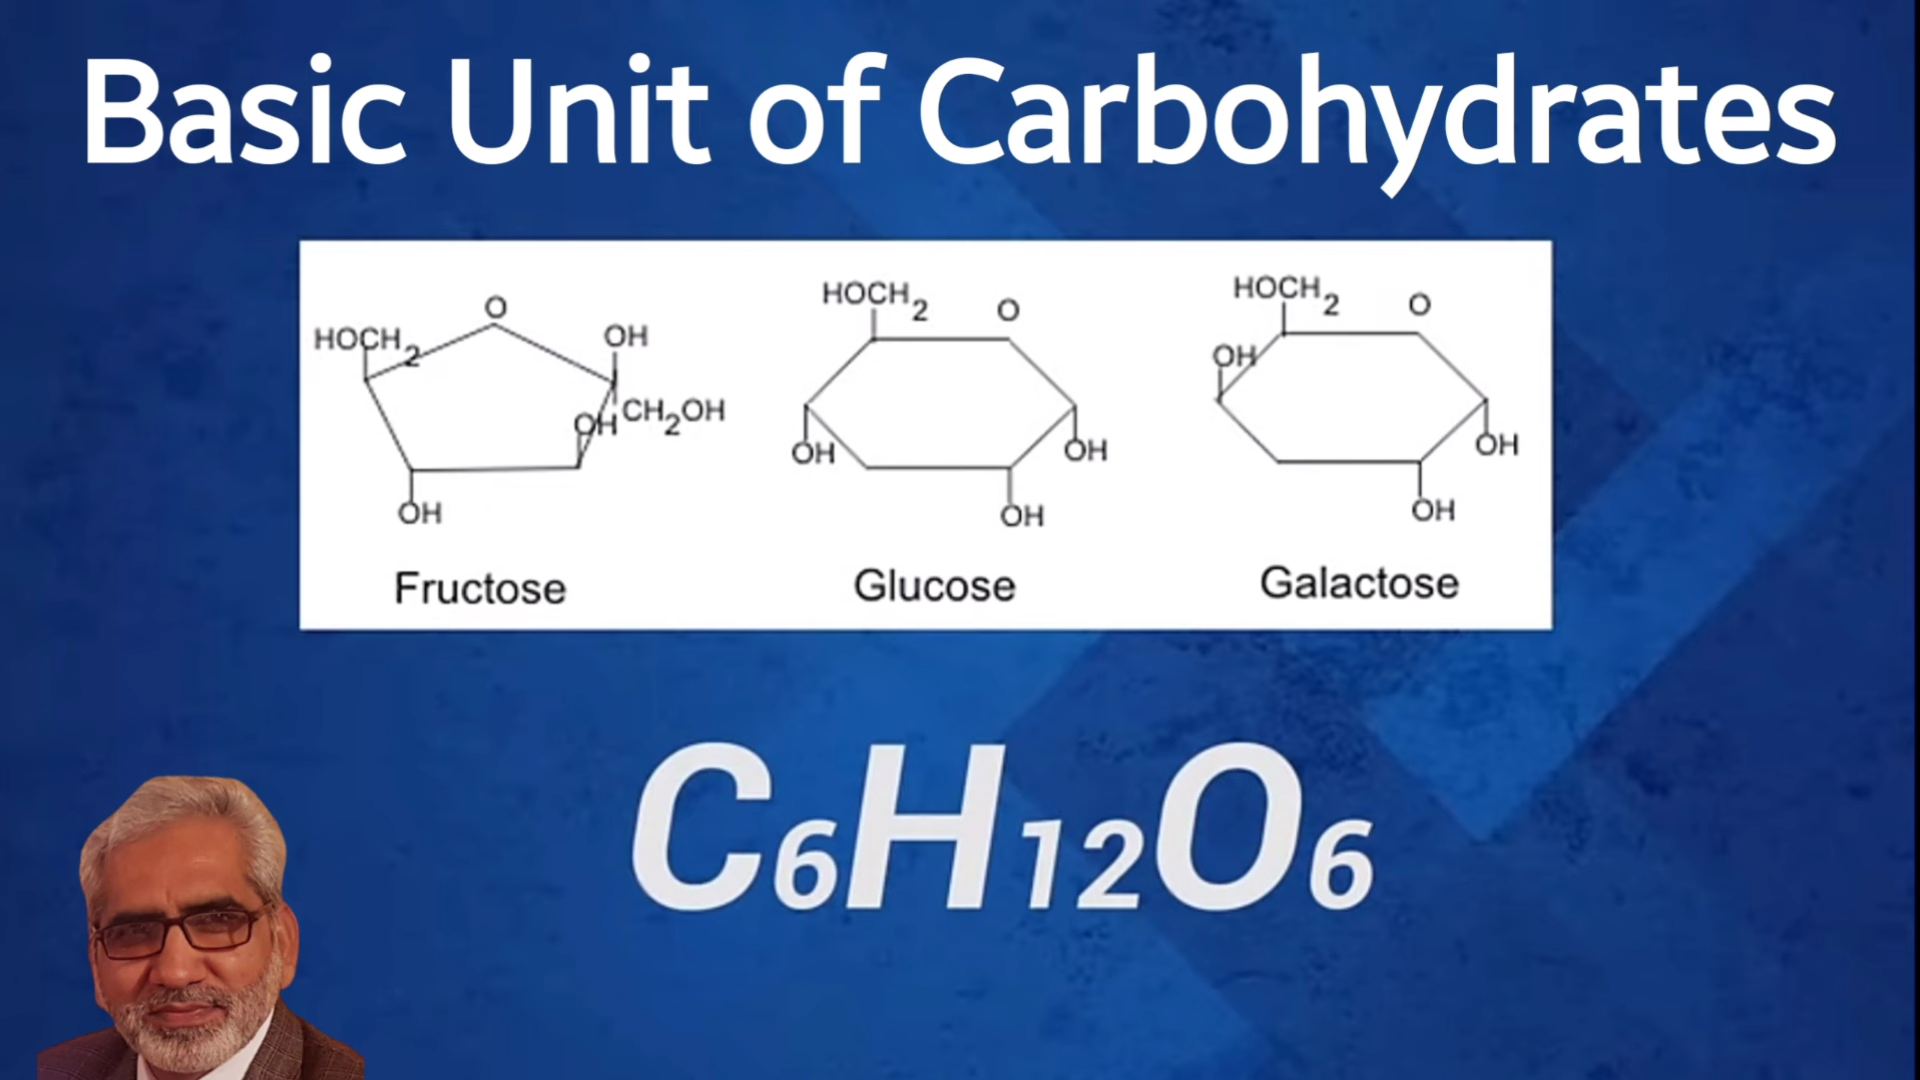 Basic Unit of Carbohydrates
HOCH2 O OH
OH CH2OH
OH
Fructose
HOCH2 O
OH OH
OH
Glucose
HOCH2 O
OH
OH
OH
Galactose
C6H12O6